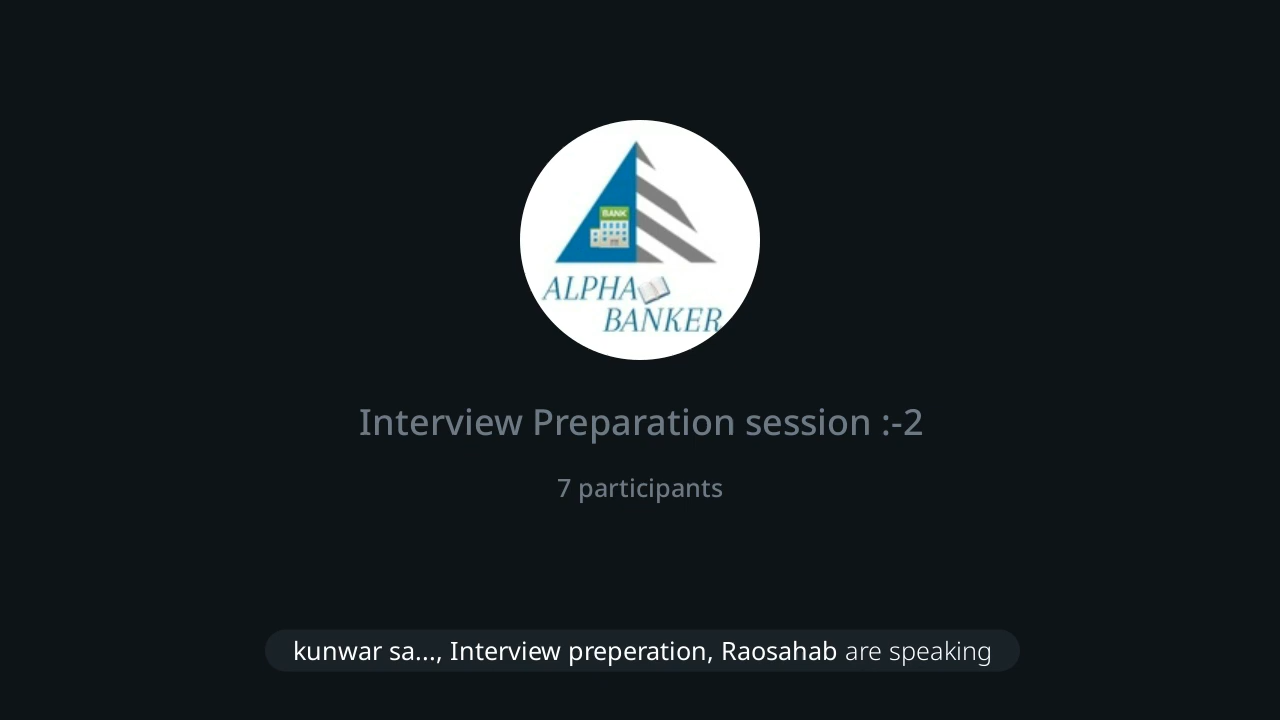 BANK
ALPHA
BANKER
Interview Preparation session :-2
7 participants
kunwar sa..., Interview preperation, Raosahab are speaking